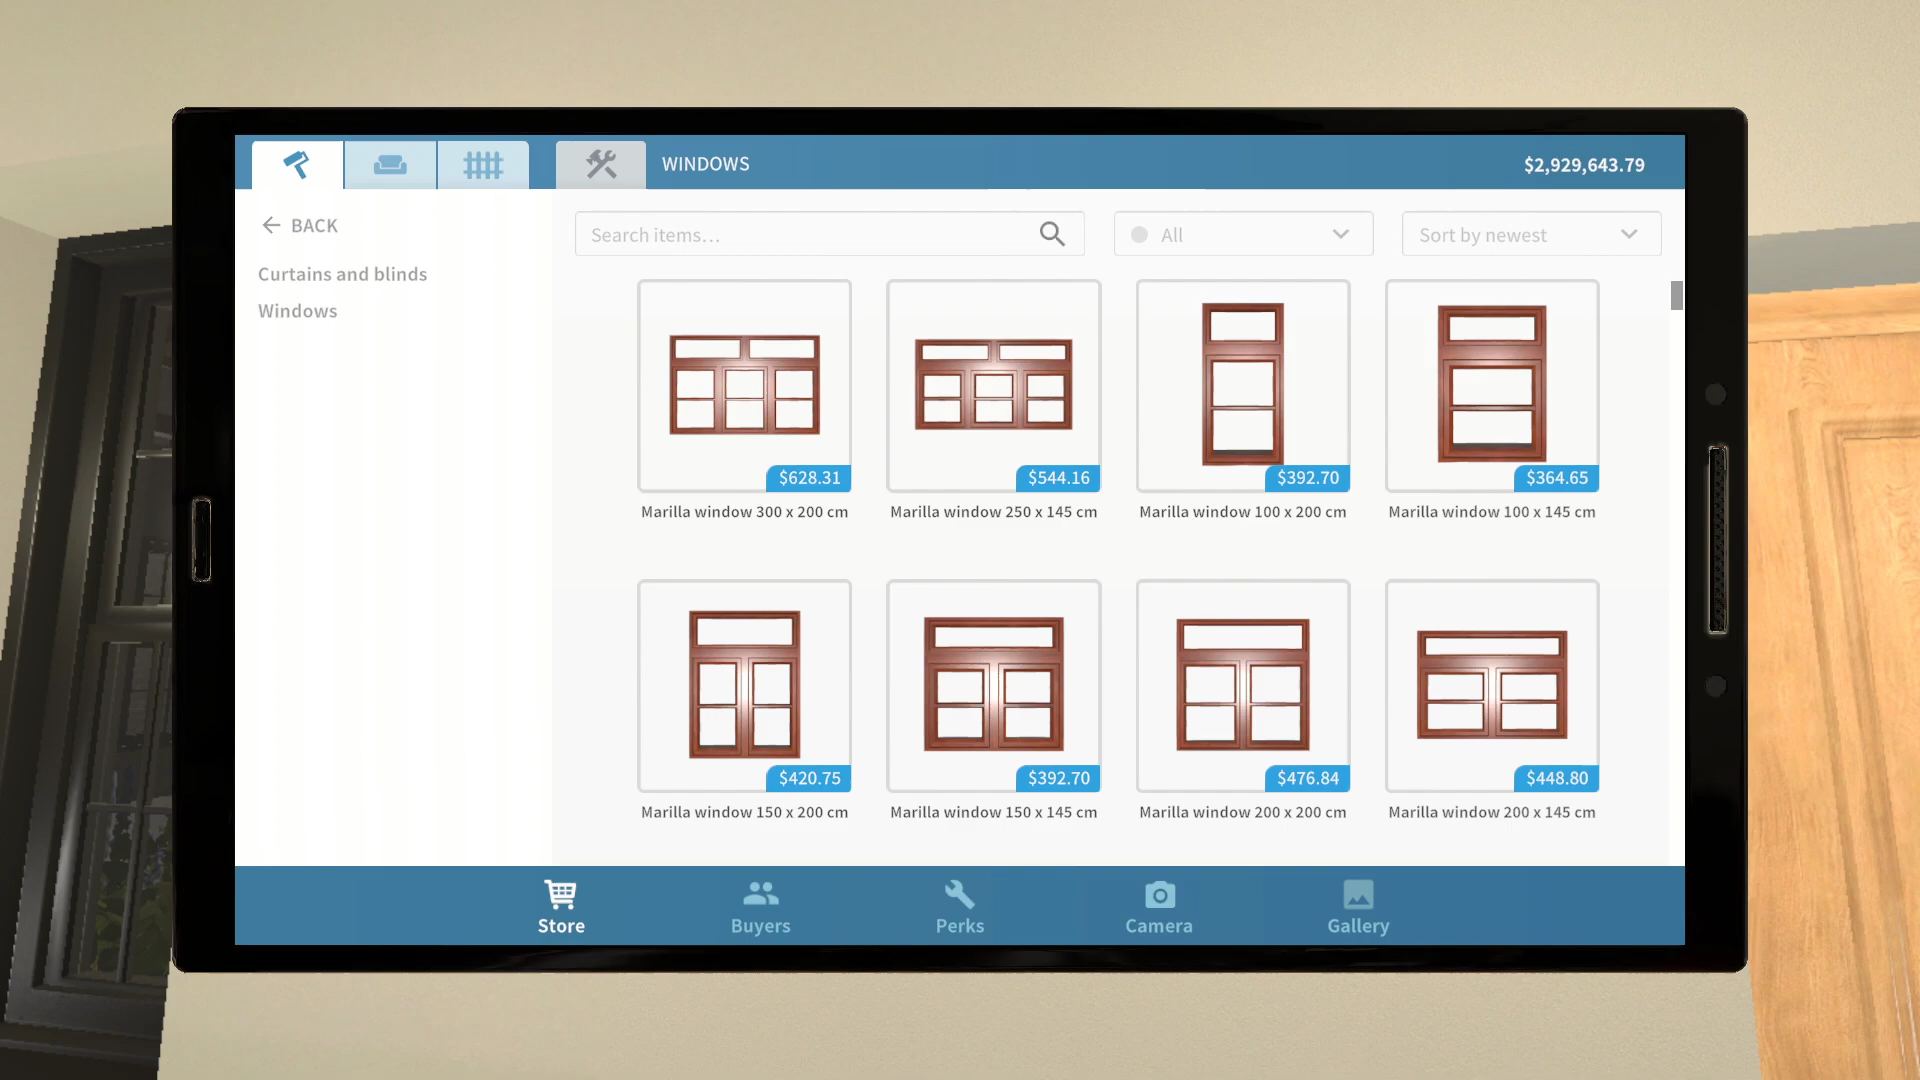 WINDOWS
$2,929,643.79
BACK
Search items...
All
Sort by newest
Curtains and blinds
Windows
$628.31
$544.16
$392.70
$364.65
Marilla window 300 x 200 cm
Marilla window 250 x 145 cm
Marilla window 100 x 200 cm
Marilla window 100 x 145 cm
$420.75
$392.70
$476.84
$448.80
Marilla window 150 x 200 cm
Marilla window 150 x 145 cm
Marilla window 200 x 200 cm
Marilla window 200 x 145 cm
Store
Buyers
Perks
Camera
Gallery